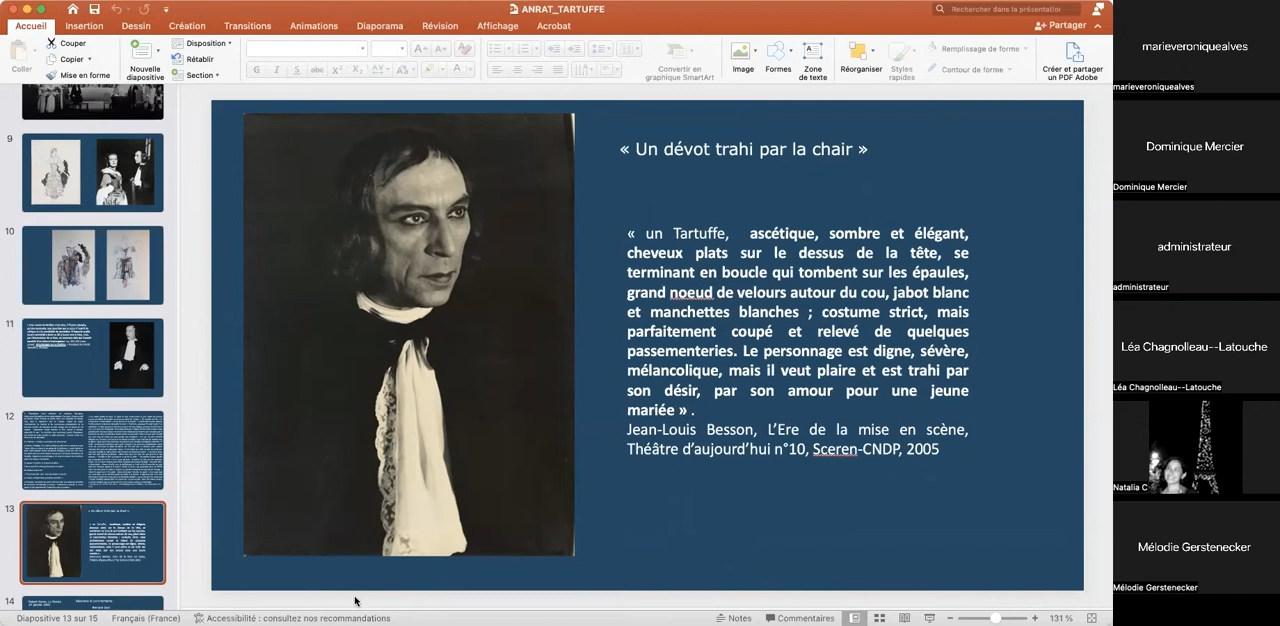 ANRAT_TARTUFFE
Rechercher dans la présentation
Accueil
Insertion
Dessin
Création
Transitions
Animations
Diaporama
Révision
Affichage
Acrobat
Partager
Coller
Couper
Copier
Mise en forme
Nouvelle
diapositive
Disposition
Rétablir
Section
Convertir en
graphique SmartArt
Image
Formes
Zone
de texte
Réorganiser
Styles
rapides
Remplissage de forme
Contour de forme
Créer et partager
un PDF Adobe
9
10
11
12
13
14
« Un dévot trahi par la chair »
« un Tartuffe, ascétique, sombre et élégant,
cheveux plats sur le dessus de la tête, se
terminant en boucle qui tombent sur les épaules,
grand noeud de velours autour du cou, jabot blanc
et manchettes blanches ; costume strict, mais
parfaitement coupé et relevé de quelques
passementeries. Le personnage est digne, sévère,
mélancolique, mais il veut plaire et est trahi par
son désir, par son amour pour une jeune
mariée » .
Jean-Louis Besson, L'Ere de la mise en scène,
Théâtre d'aujourd'hui n°10, Sceren-CNDP, 2005
marieveroniquealves
marieveroniquealves
Dominique Mercier
Dominique Mercier
administrateur
administrateur
Léa Chagnolleau--Latouche
Léa Chagnolleau--Latouche
Natalia C
Mélodie Gerstenecker
Mélodie Gerstenecker
Diapositive 13 sur 15
Français (France)
Accessibilité : consultez nos recommandations
Notes
Commentaires
131 %